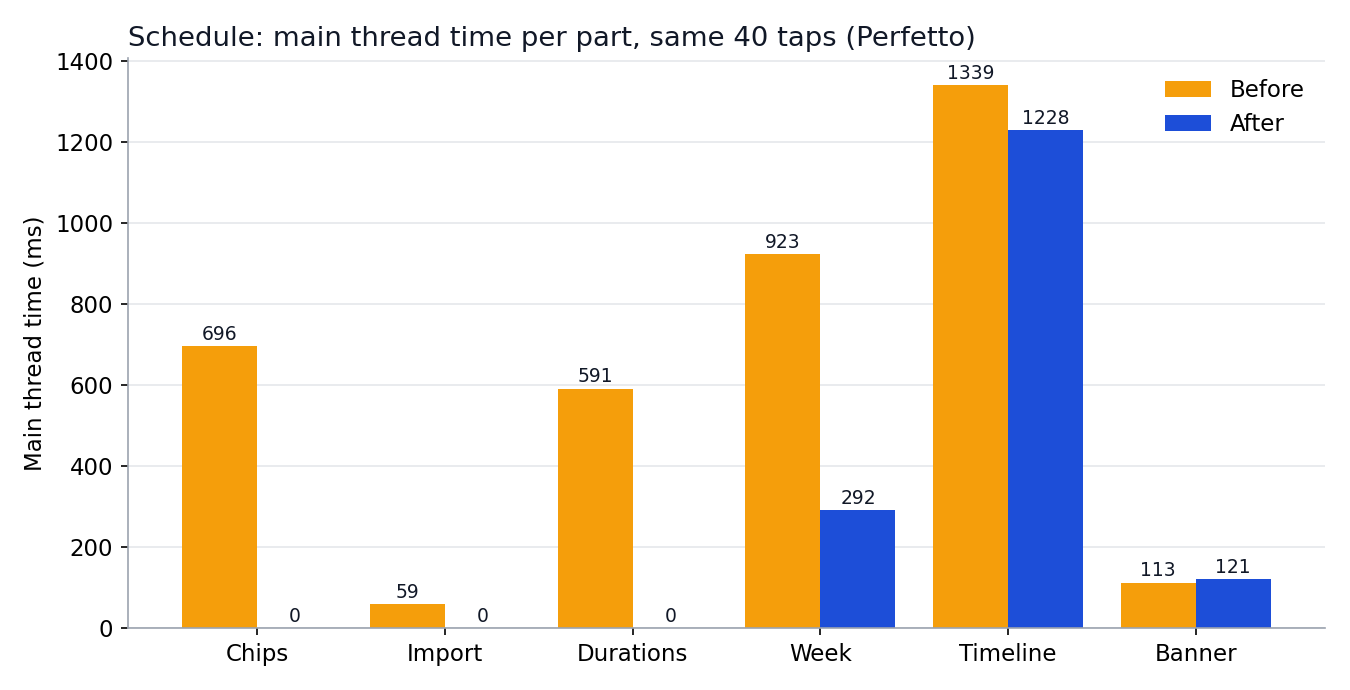 Schedule: main thread time per part, same 40 taps (Perfetto)
Main thread time (ms)
1400
1200
1000
800
600
400
200
0
Before
After
696
0
59
0
591
0
923
292
1339
1228
113
121
Chips
Import
Durations
Week
Timeline
Banner